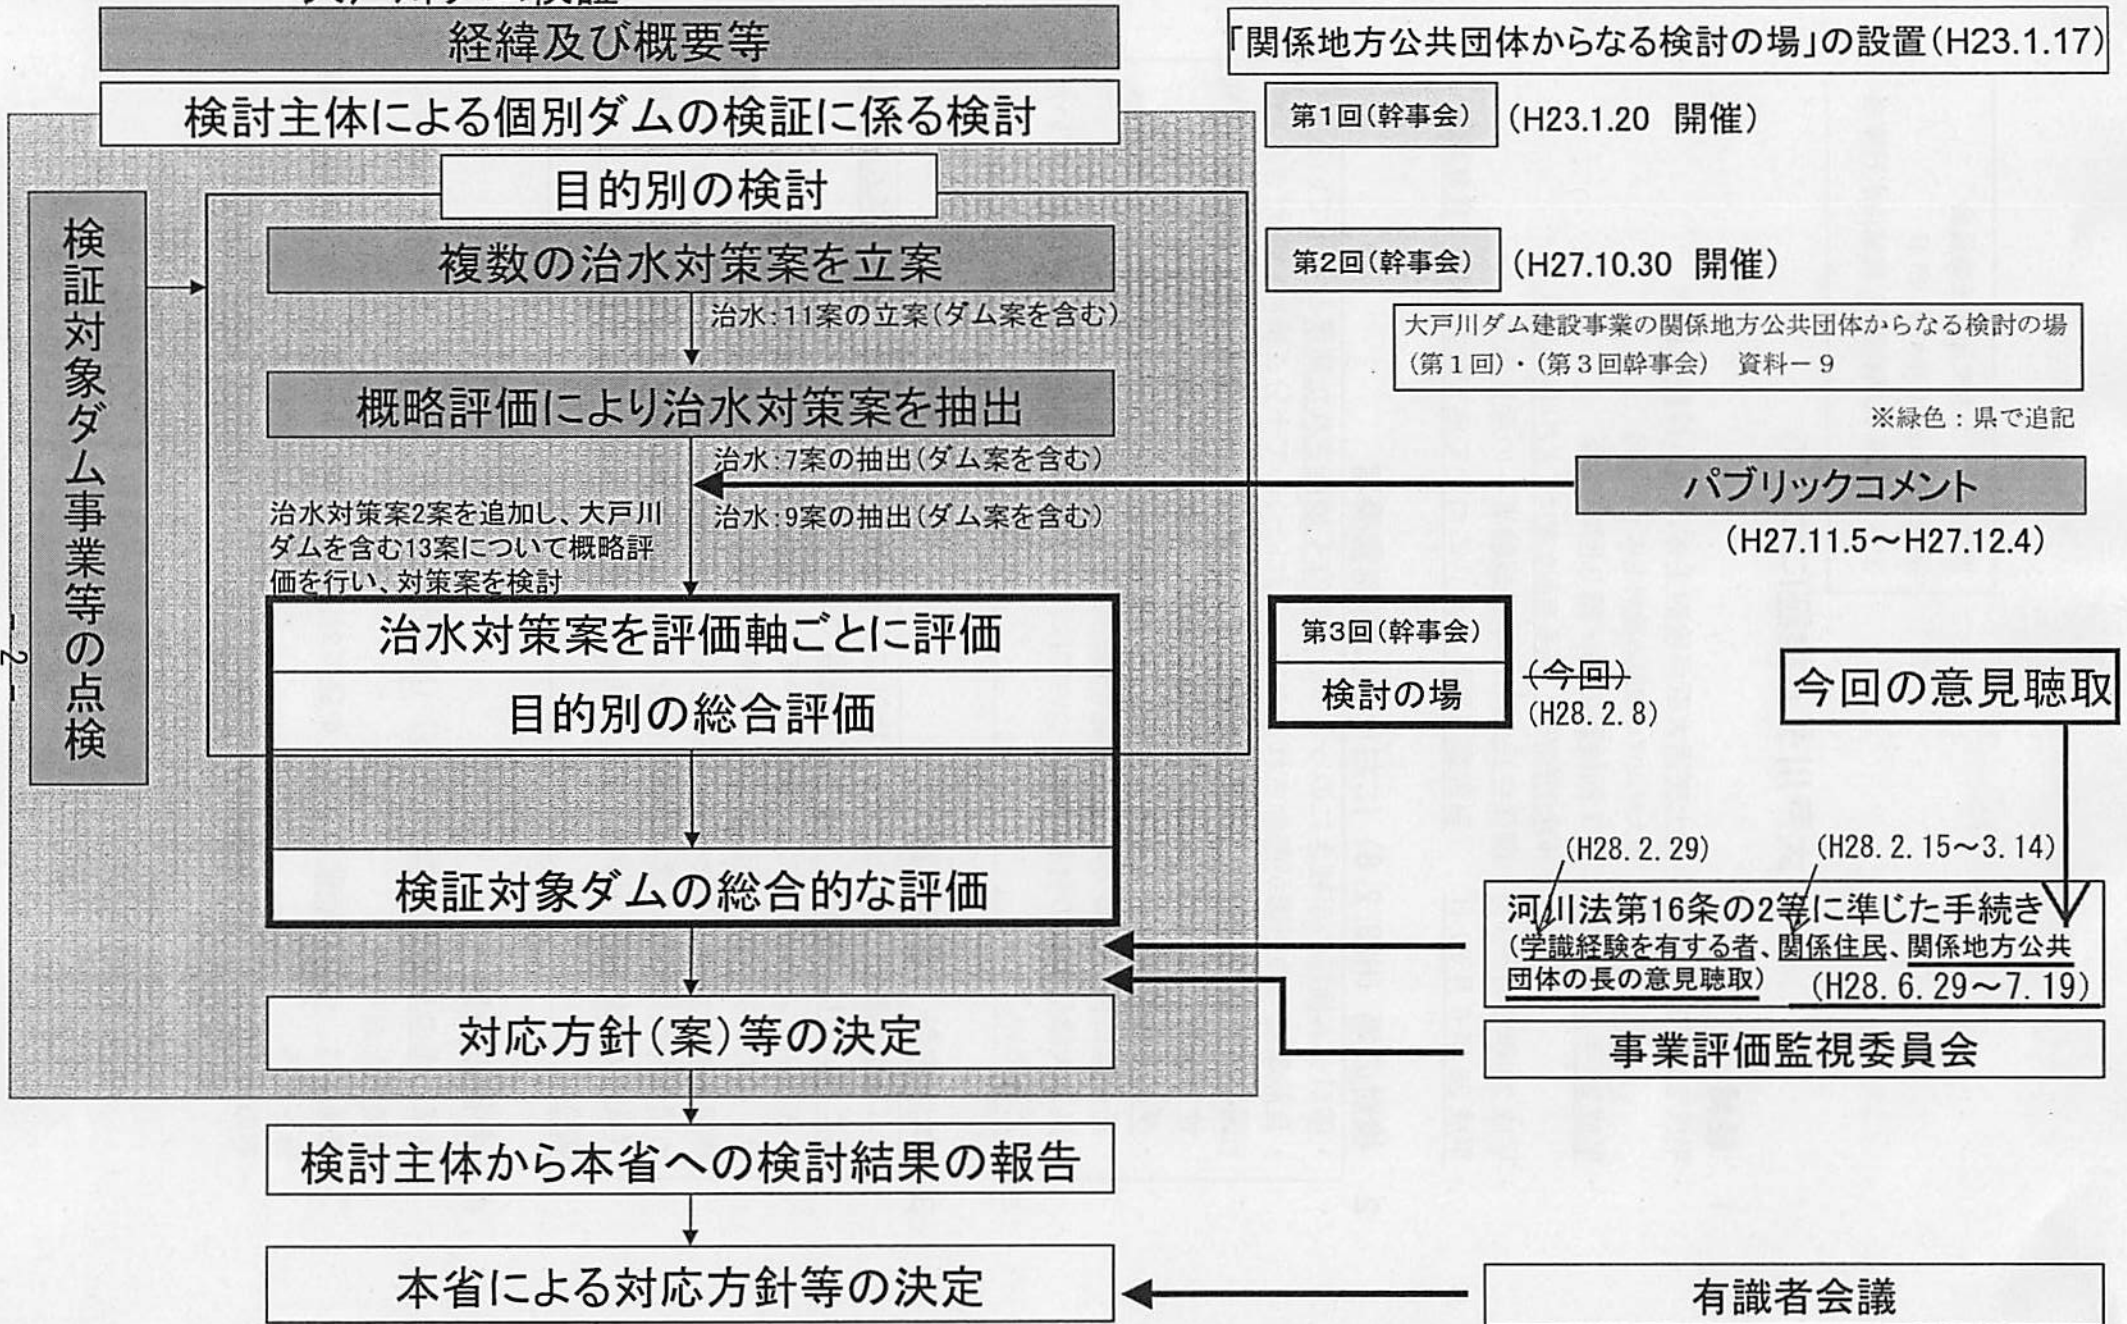 経緯及び概要等
検討主体による個別ダムの検証に係る検討
検証対象ダム事業等の点検
目的別の検討
複数の治水対策案を立案
治水:11案の立案(ダム案を含む)
概略評価により治水対策案を抽出
治水:7案の抽出(ダム案を含む)
治水:9案の抽出(ダム案を含む)
治水対策案2案を追加し、大戸川
ダムを含む13案について概略評
価を行い、対策案を検討
治水対策案を評価軸ごとに評価
目的別の総合評価
検証対象ダムの総合的な評価
対応方針(案)等の決定
検討主体から本省への検討結果の報告
本省による対応方針等の決定
「関係地方公共団体からなる検討の場」の設置(H23.1.17)
第1回(幹事会) (H23.1.20 開催)
第2回(幹事会) (H27.10.30 開催)
大戸川ダム建設事業の関係地方公共団体からなる検討の場
(第1回)・(第3回幹事会) 資料-9
※緑色:県で追記
パブリックコメント
(H27.11.5~H27.12.4)
第3回(幹事会)
検討の場
(今回)
(H28.2.8)
今回の意見聴取
(H28.2.29) (H28.2.15~3.14)
河川法第16条の2等に準じた手続き
(学識経験を有する者、関係住民、関係地方公共
団体の長の意見聴取) (H28.6.29~7.19)
事業評価監視委員会
有識者会議
- 2 -